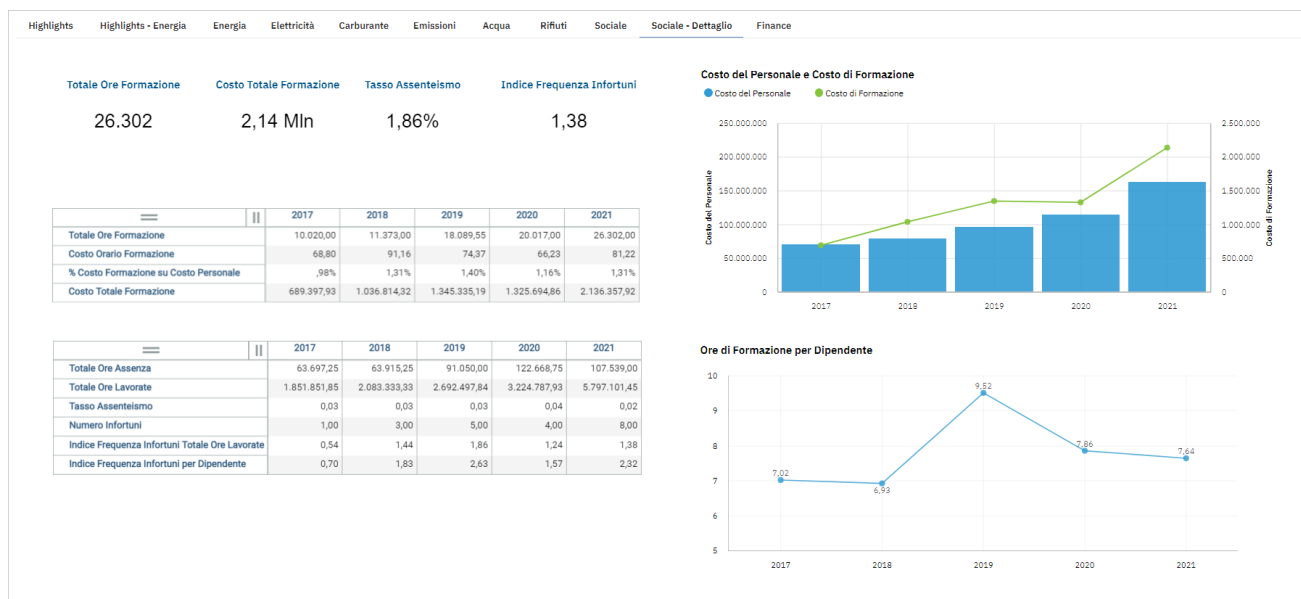 Highlights Highlights - Energia Energia Elettricità Carburante Emissioni Acqua Rifiuti Sociale Sociale - Dettaglio Finance
Totale Ore Formazione Costo Totale Formazione Tasso Assenteismo Indice Frequenza Infortuni
26.302 2,14 Mln 1,86% 1,38
2017 2018 2019 2020 2021
Totale Ore Formazione 10.020,00 11.373,00 18.089,55 20.017,00 26.302,00
Costo Orario Formazione 68,80 91,16 74,37 66,23 81,22
% Costo Formazione su Costo Personale ,98% 1,31% 1,40% 1,16% 1,31%
Costo Totale Formazione 689.397,93 1.036.814,32 1.345.335,19 1.325.694,86 2.136.357,92
2017 2018 2019 2020 2021
Totale Ore Assenza 63.697,25 63.915,25 91.050,00 122.668,75 107.539,00
Totale Ore Lavorate 1.851.851,85 2.083.333,33 2.692.497,84 3.224.787,93 5.797.101,45
Tasso Assenteismo 0,03 0,03 0,03 0,04 0,02
Numero Infortuni 1,00 3,00 5,00 4,00 8,00
Indice Frequenza Infortuni Totale Ore Lavorate 0,54 1,44 1,86 1,24 1,38
Indice Frequenza Infortuni per Dipendente 0,70 1,83 2,63 1,57 2,32
Costo del Personale e Costo di Formazione
Costo del Personale Costo di Formazione
250.000.000 2.500.000
200.000.000 2.000.000
150.000.000 1.500.000
100.000.000 1.000.000
50.000.000 500.000
0 0
Costo del Personale
Costo di Formazione
2017 2018 2019 2020 2021
Ore di Formazione per Dipendente
10
9
8
7
6
5
7,02 6,93 9,52 7,86 7,64
2017 2018 2019 2020 2021